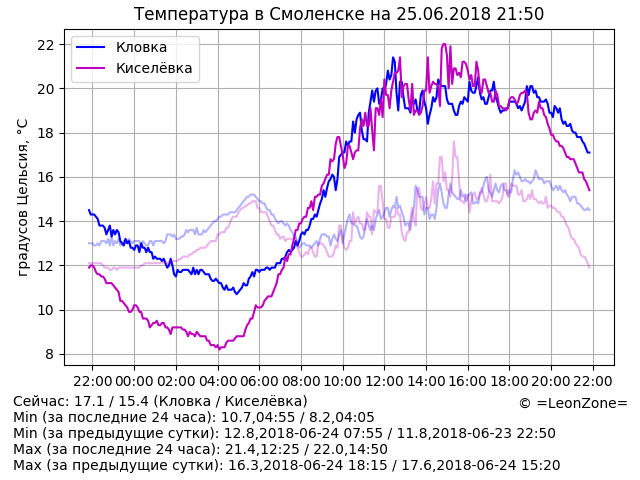 Температура в Смоленске на 25.06.2018 21:50
Кловка
Киселёвка
градусов Цельсия, °C
22
20
18
16
14
12
10
8
22:00 00:00 02:00 04:00 06:00 08:00 10:00 12:00 14:00 16:00 18:00 20:00 22:00
Сейчас: 17.1 / 15.4 (Кловка / Киселёвка)
© =LeonZone=
Min (за последние 24 часа): 10.7,04:55 / 8.2,04:05
Min (за предыдущие сутки): 12.8,2018-06-24 07:55 / 11.8,2018-06-23 22:50
Max (за последние 24 часа): 21.4,12:25 / 22.0,14:50
Max (за предыдущие сутки): 16.3,2018-06-24 18:15 / 17.6,2018-06-24 15:20